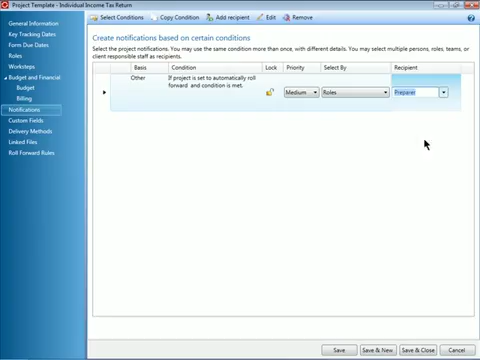 Project Template - Individual Income Tax Return
Select Conditions Copy Condition Add recipient Edit Remove
General Information
Key Tracking Dates
Form Due Dates
Roles
Worksteps
Budget and Financial
Budget
Billing
Notifications
Custom Fields
Delivery Methods
Linked Files
Roll Forward Rules
Create notifications based on certain conditions
Select the project notifications. You may use the same condition more than once, with different details. You may select multiple persons, roles, teams, or
client responsible staff as recipients.
Basis Condition Lock Priority Select By Recipient
Other If project is set to automatically roll
forward and condition is met.
Medium Roles Preparer
Save Save & New Save & Close Cancel